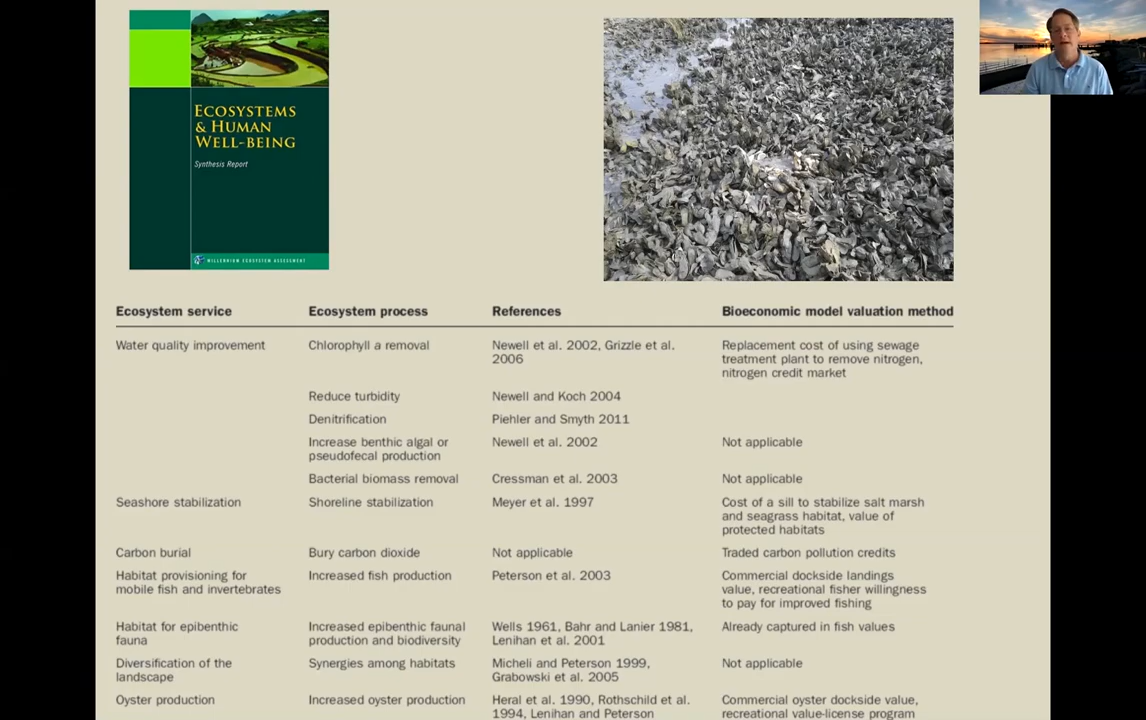 ECOSYSTEMS
& HUMAN
WELL-BEING
Synthesis Report
MILLENNIUM ECOSYSTEM ASSESSMENT
Ecosystem service Ecosystem process References Bioeconomic model valuation method
Water quality improvement Chlorophyll a removal Newell et al. 2002, Grizzle et al. Replacement cost of using sewage
2006 treatment plant to remove nitrogen,
nitrogen credit market
Reduce turbidity Newell and Koch 2004
Denitrification Piehler and Smyth 2011
Increase benthic algal or Newell et al. 2002 Not applicable
pseudofecal production
Bacterial biomass removal Cressman et al. 2003 Not applicable
Seashore stabilization Shoreline stabilization Meyer et al. 1997 Cost of a sill to stabilize salt marsh
and seagrass habitat, value of
protected habitats
Carbon burial Bury carbon dioxide Not applicable Traded carbon pollution credits
Habitat provisioning for Increased fish production Peterson et al. 2003 Commercial dockside landings
mobile fish and invertebrates value, recreational fisher willingness
to pay for improved fishing
Habitat for epibenthic Increased epibenthic faunal Wells 1961, Bahr and Lanier 1981, Already captured in fish values
fauna production and biodiversity Lenihan et al. 2001
Diversification of the Synergies among habitats Micheli and Peterson 1999, Not applicable
landscape Grabowski et al. 2005
Oyster production Increased oyster production Heral et al. 1990, Rothschild et al. Commercial oyster dockside value,
1994, Lenihan and Peterson recreational value-license program